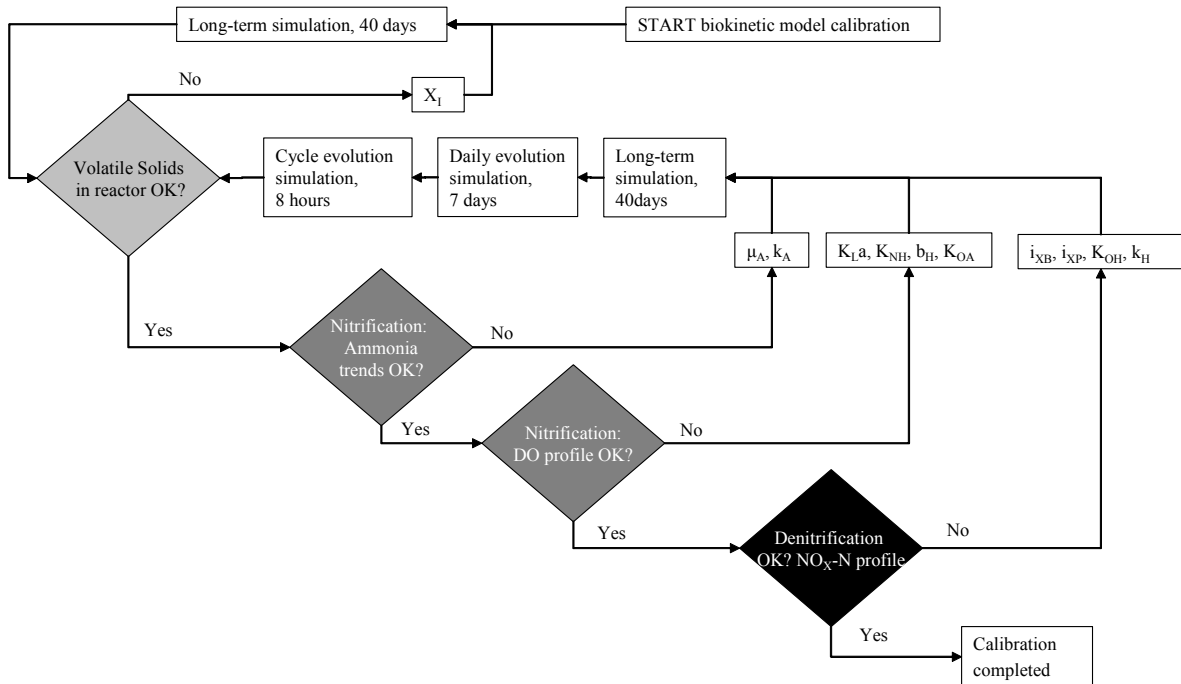 Long-term simulation, 40 days
START biokinetic model calibration
No
X_I
Volatile Solids
in reactor OK?
Cycle evolution
simulation,
8 hours
Daily evolution
simulation,
7 days
Long-term
simulation,
40days
μ_A, k_A
K_La, K_NH, b_H, K_OA
i_XB, i_XP, K_OH, k_H
Yes
Nitrification:
Ammonia
trends OK?
No
Yes
Nitrification:
DO profile OK?
No
Yes
Denitrification
OK? NO_X-N profile
No
Yes
Calibration
completed